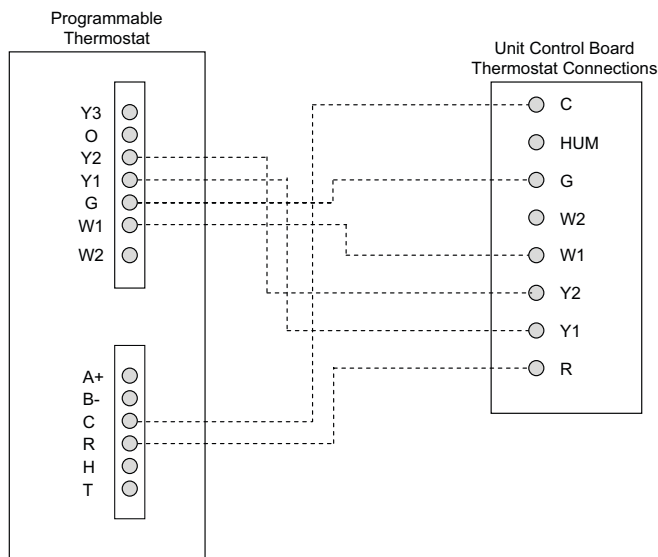 Programmable
Thermostat
Y3
O
Y2
Y1
G
W1
W2
A+
B-
C
R
H
T
Unit Control Board
Thermostat Connections
C
HUM
G
W2
W1
Y2
Y1
R